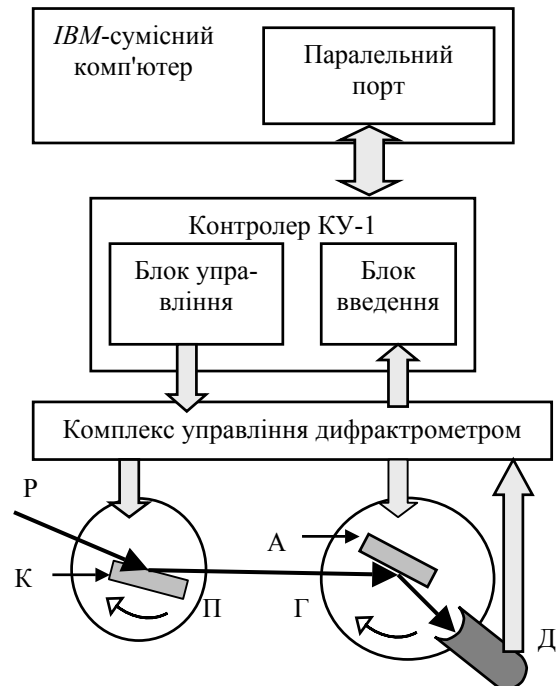 IBM-сумісний
комп'ютер
Паралельний
порт
Контролер КУ-1
Блок упра-
вління
Блок
введення
Комплекс управління дифрактрометром
Р
А
К
П
Г
Д